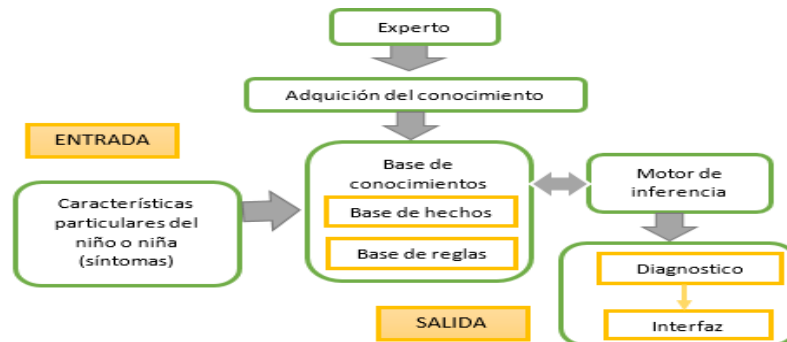 Experto
Adquición del conocimiento
ENTRADA
Características
particulares del
niño o niña
(síntomas)
Base de
conocimientos
Base de hechos
Base de reglas
Motor de
inferencia
Diagnostico
Interfaz
SALIDA